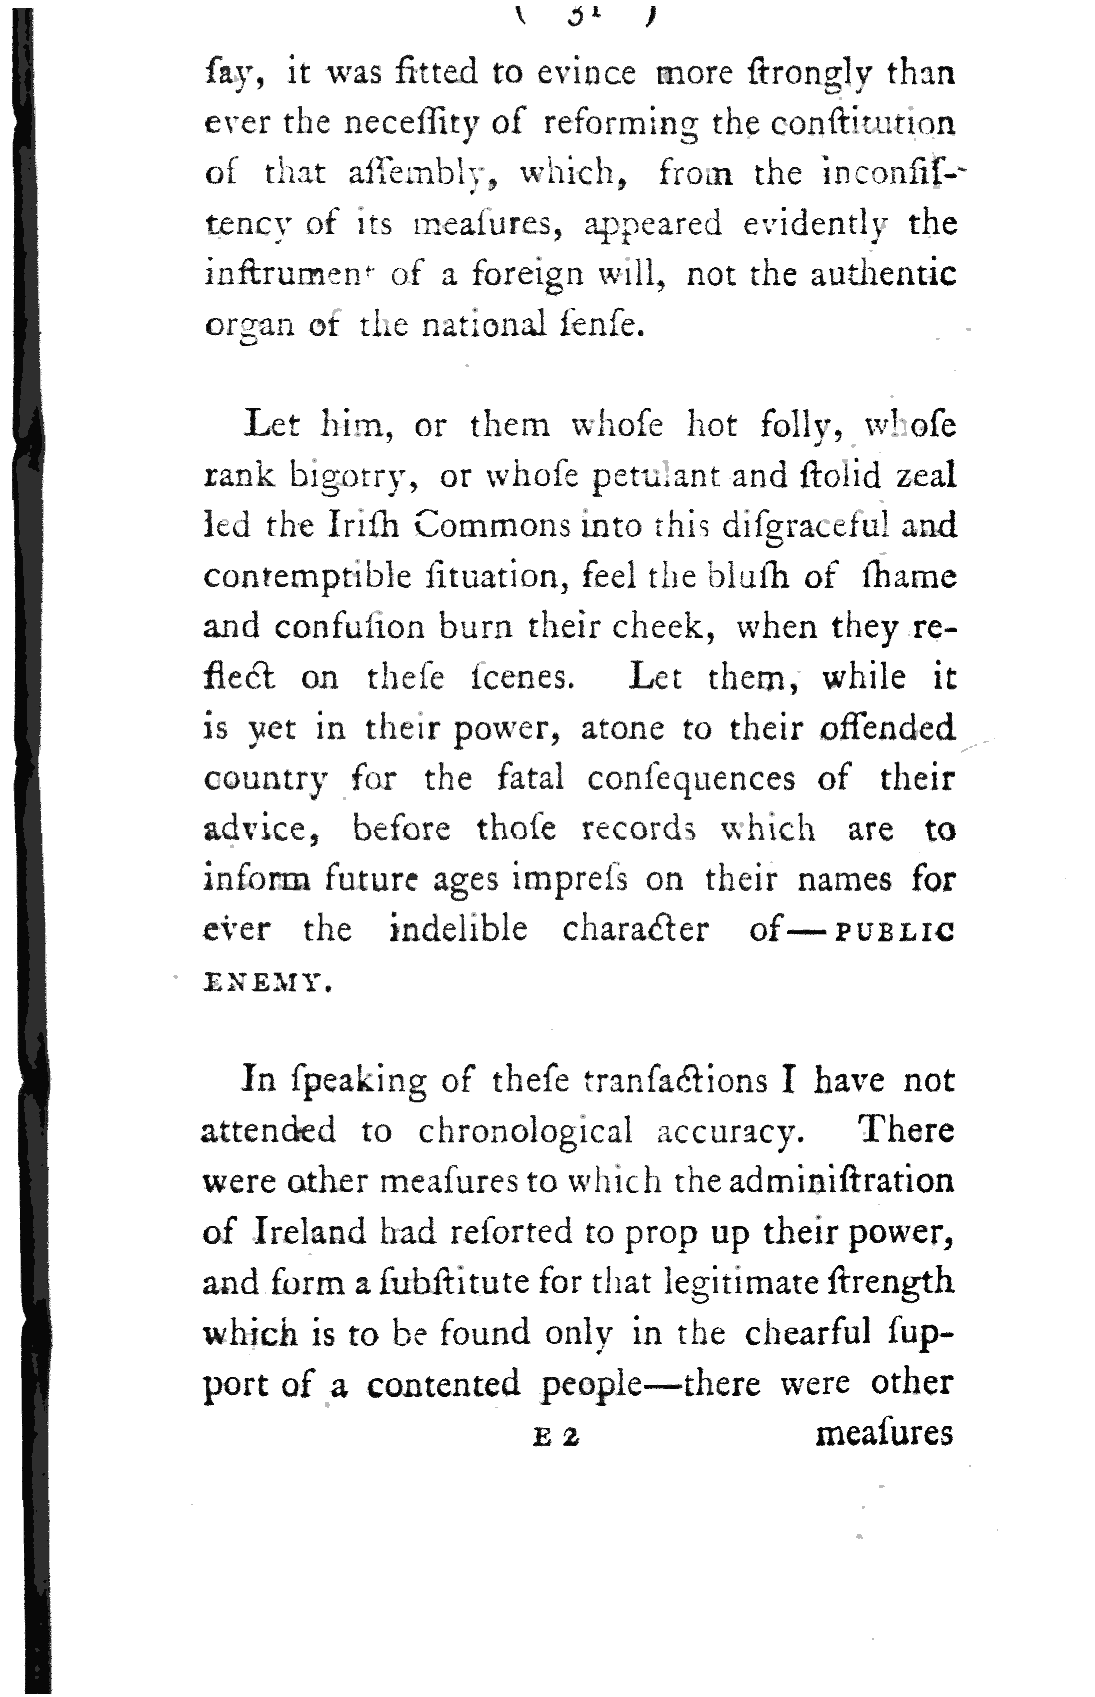 ( 31 )
ſay, it was fitted to evince more ſtrongly than
ever the neceſſity of reforming the conſtitution
of that aſſembly, which, from the inconſiſ-
tency of its meaſures, appeared evidently the
inſtrument of a foreign will, not the authentic
organ of the national ſenſe.
Let him, or them whoſe hot folly, whoſe
rank bigotry, or whoſe petulant and ſtolid zeal
led the Iriſh Commons into this diſgraceful and
contemptible ſituation, feel the bluſh of ſhame
and confuſion burn their cheek, when they re-
flect on theſe ſcenes. Let them, while it
is yet in their power, atone to their offended
country for the fatal conſequences of their
advice, before thoſe records which are to
inform future ages impreſs on their names for
ever the indelible character of—PUBLIC
ENEMY.
In ſpeaking of theſe tranſactions I have not
attended to chronological accuracy. There
were other meaſures to which the adminiſtration
of Ireland had reſorted to prop up their power,
and form a ſubſtitute for that legitimate ſtrength
which is to be found only in the chearful ſup-
port of a contented people—there were other
E 2 meaſures